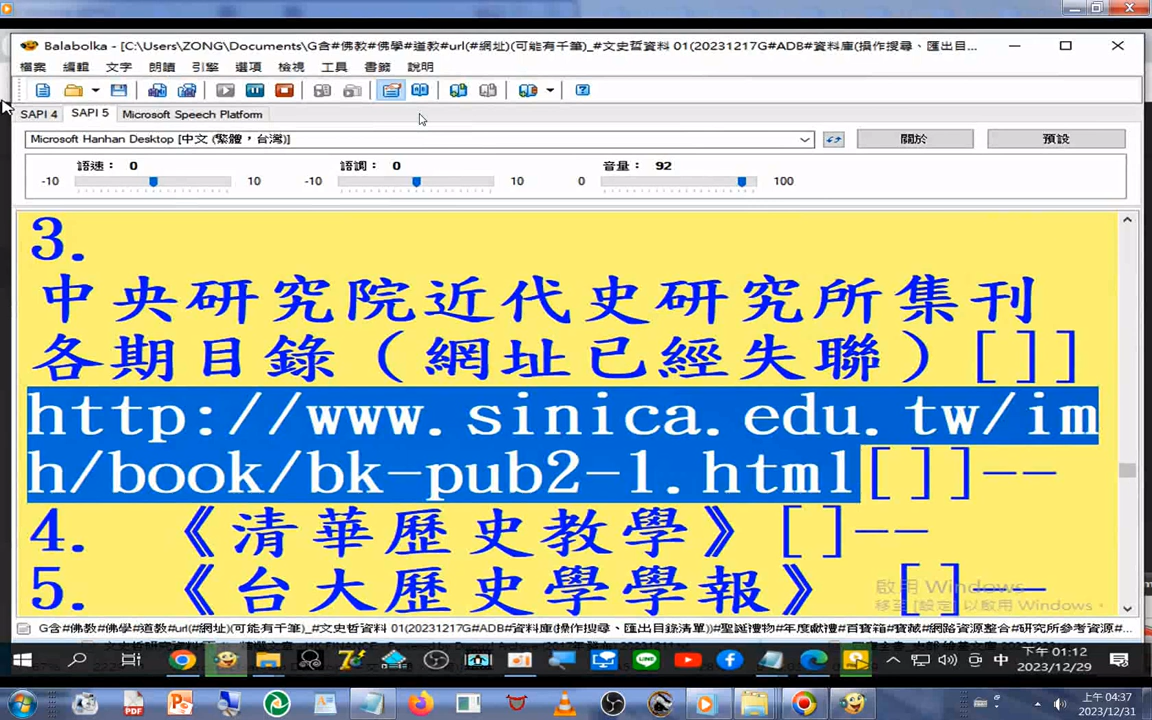 Balabolka - [C:\Users\ZONG\Documents\G含#佛教#佛學#道教#url(#網址)(可能有千筆)_#文史哲資料 01(20231217G#ADB#資料庫(操作搜尋、匯出目...
檔案 編輯 文字 朗讀 引擎 選項 檢視 工具 書籤 說明
SAPI 4 SAPI 5 Microsoft Speech Platform
Microsoft Hanhan Desktop [中文 (繁體，台灣)] 關於 預設
語速： 0 語調： 0 音量： 92
-10 10 -10 10 0 100
3.
中央研究院近代史研究所集刊
各期目錄（網址已經失聯）[]]
http://www.sinica.edu.tw/im
h/book/bk-pub2-1.html[]]--
4. 《清華歷史教學》[]--
5. 《台大歷史學學報》 []--
啟用 Windows
移至 [設定] 以啟用 Windows。
G含#佛教#佛學#道教#url(#網址)(可能有千筆)_#文史哲資料 01(20231217G#ADB#資料庫(操作搜尋、匯出目錄清單))#聖誕禮物#年度獻禮#百寶箱#寶藏#網路資源整合#研究所參考資源#...
中 下午 01:12
2023/12/29
上午 04:37
2023/12/31